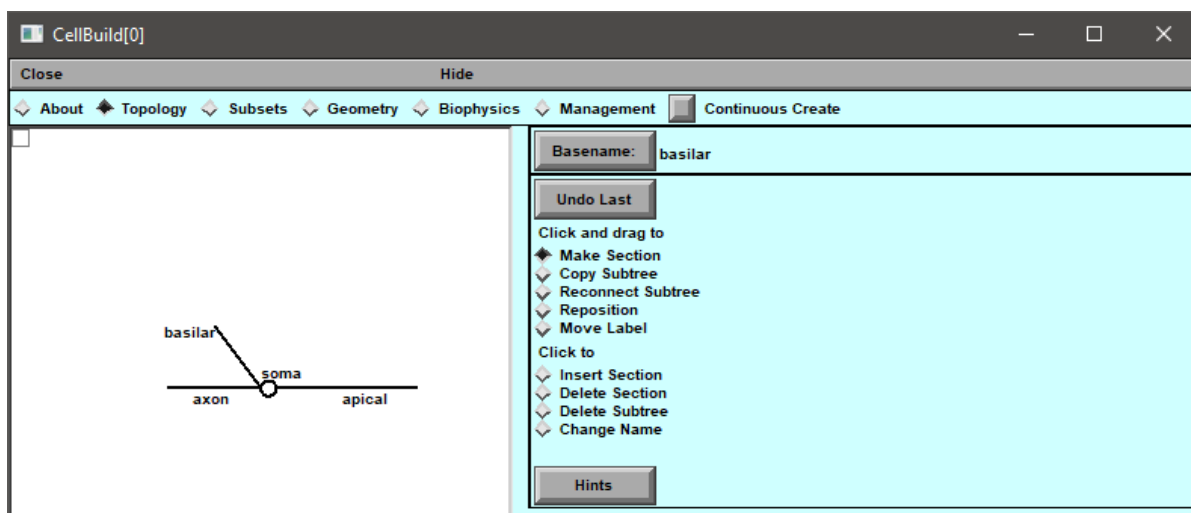 CellBuild[0]
Close Hide
About Topology Subsets Geometry Biophysics Management Continuous Create
Basename: basilar
Undo Last
Click and drag to
Make Section
Copy Subtree
Reconnect Subtree
Reposition
Move Label
Click to
Insert Section
Delete Section
Delete Subtree
Change Name
Hints
basilar
soma
axon apical